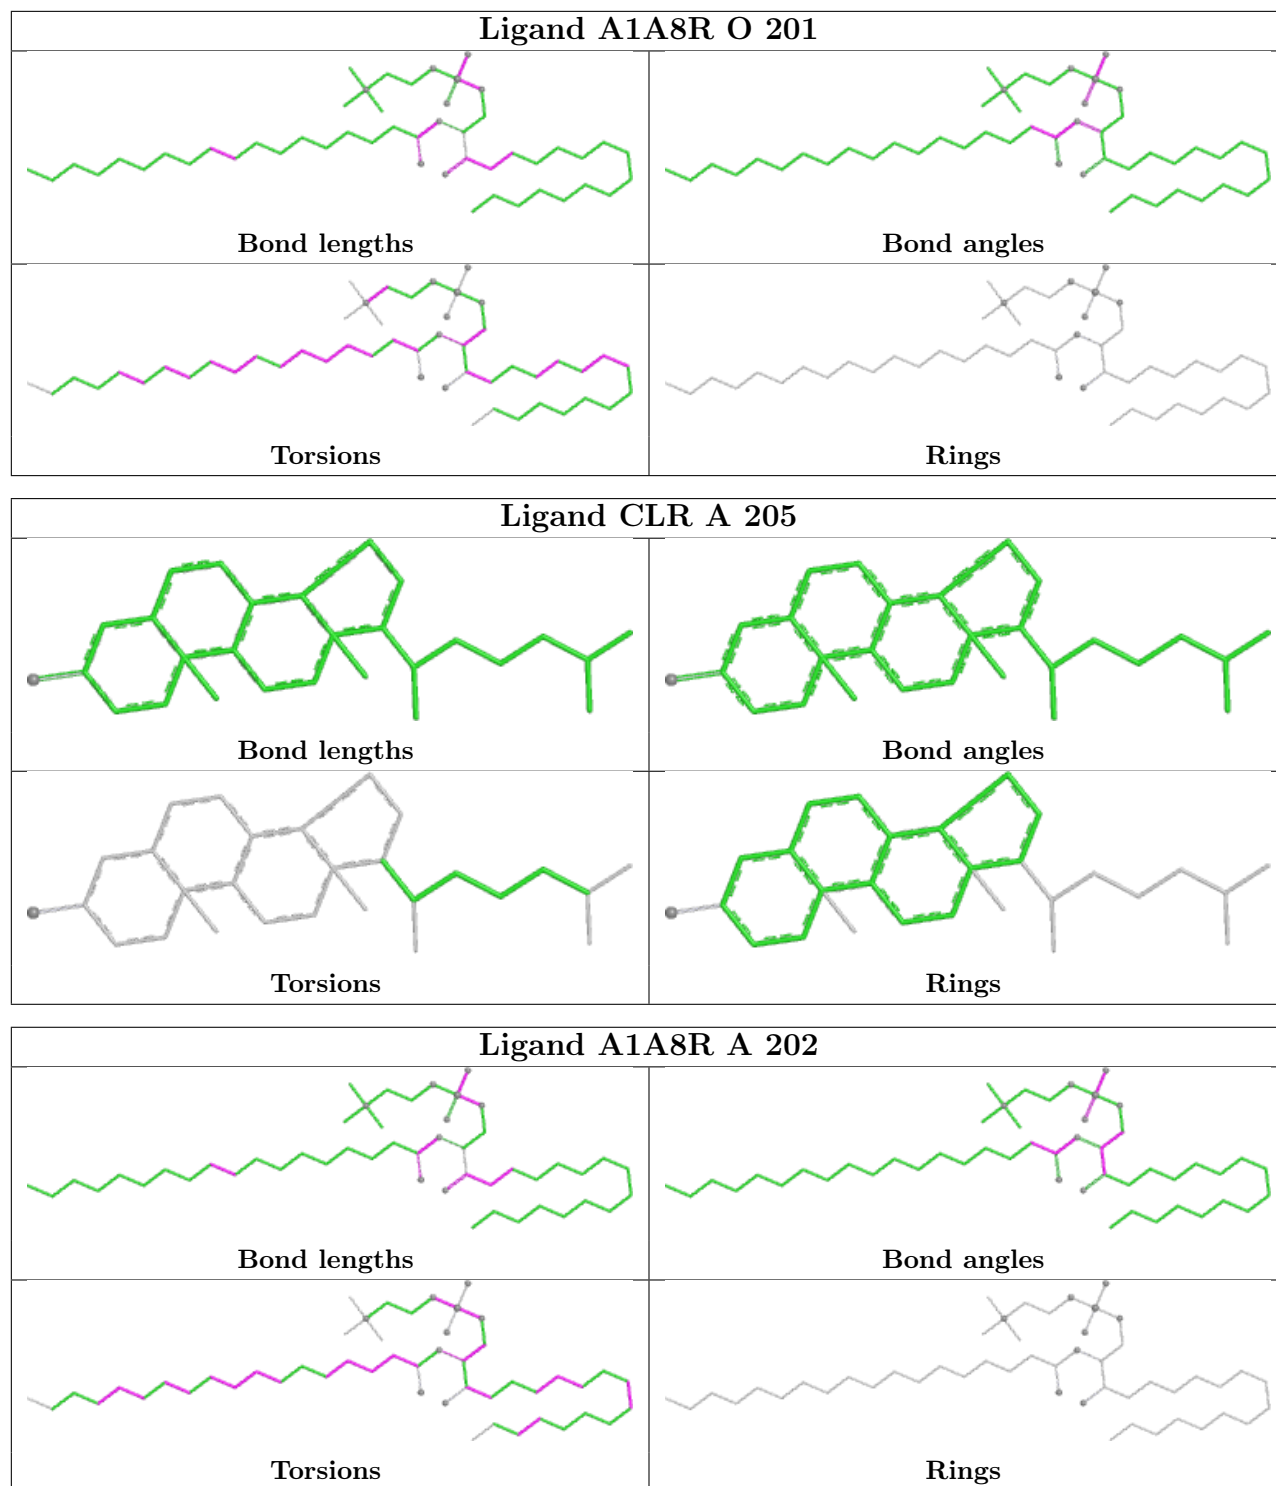 Ligand A1A8R O 201
Bond lengths
Bond angles
Torsions
Rings
Ligand CLR A 205
Bond lengths
Bond angles
Torsions
Rings
Ligand A1A8R A 202
Bond lengths
Bond angles
Torsions
Rings